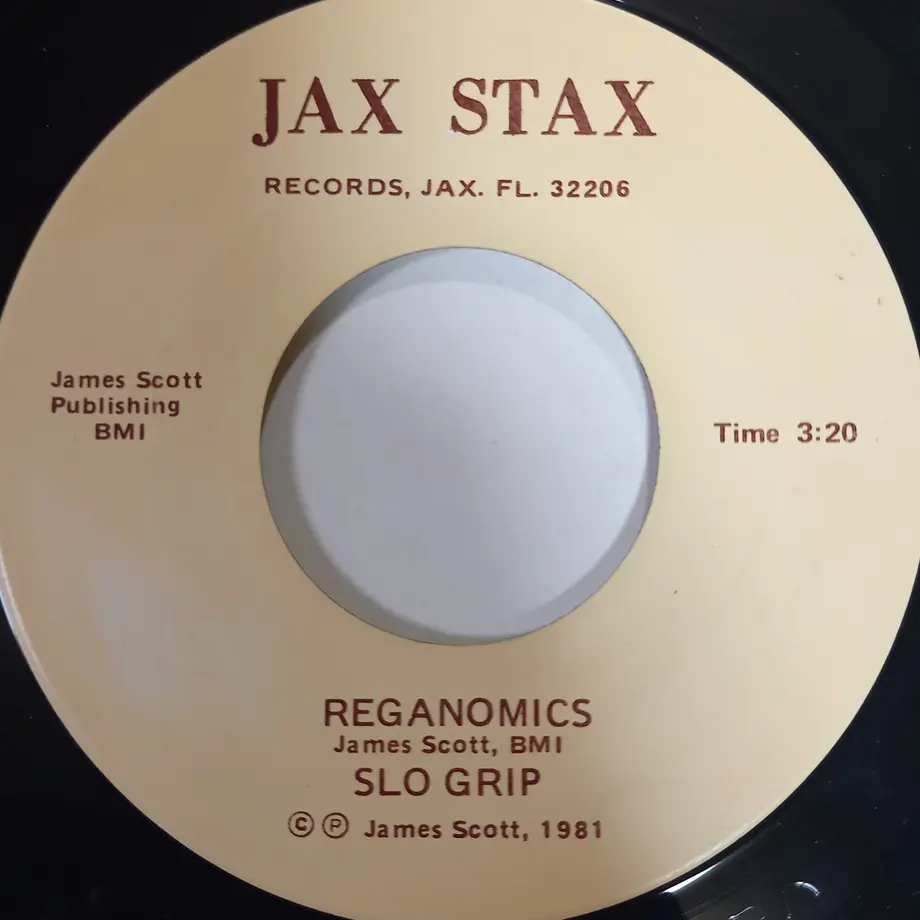 JAX STAX
RECORDS, JAX. FL. 32206
James Scott
Publishing
BMI
Time 3:20
REGANOMICS
James Scott, BMI
SLO GRIP
© ℗ James Scott, 1981